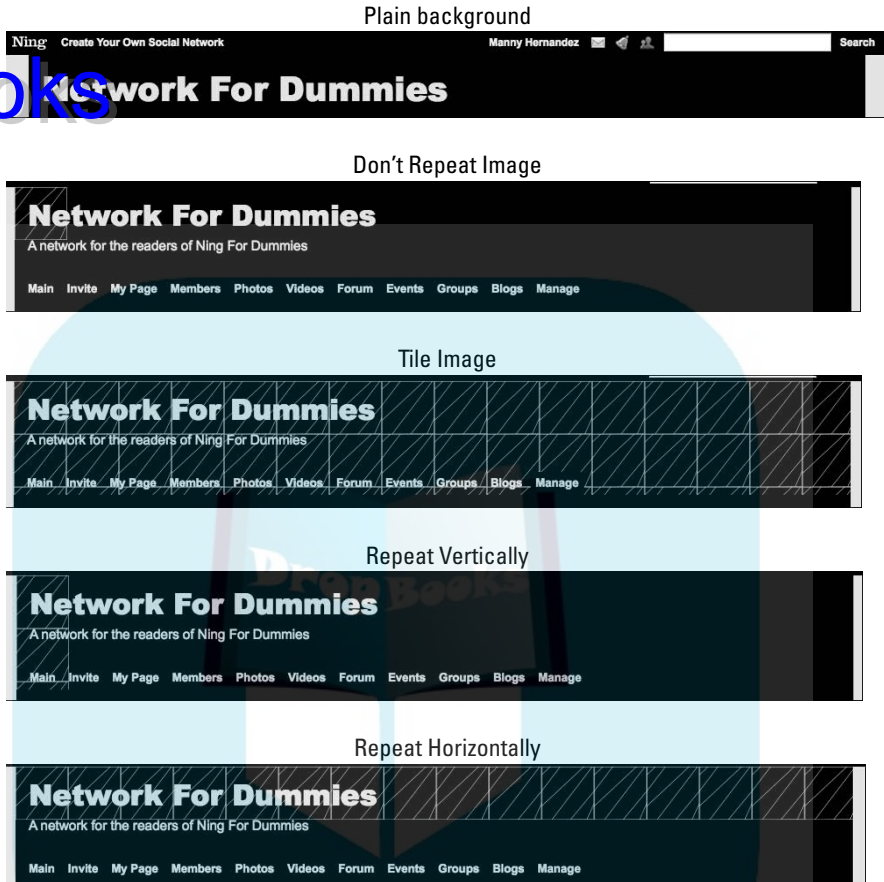 Plain background
Ning Create Your Own Social Network Manny Hernandez Search
Network For Dummies
oks
Don't Repeat Image
Network For Dummies
A network for the readers of Ning For Dummies
Main Invite My Page Members Photos Videos Forum Events Groups Blogs Manage
Tile Image
Network For Dummies
A network for the readers of Ning For Dummies
Main Invite My Page Members Photos Videos Forum Events Groups Blogs Manage
DropBooks
Repeat Vertically
Network For Dummies
A network for the readers of Ning For Dummies
Main Invite My Page Members Photos Videos Forum Events Groups Blogs Manage
Repeat Horizontally
Network For Dummies
A network for the readers of Ning For Dummies
Main Invite My Page Members Photos Videos Forum Events Groups Blogs Manage